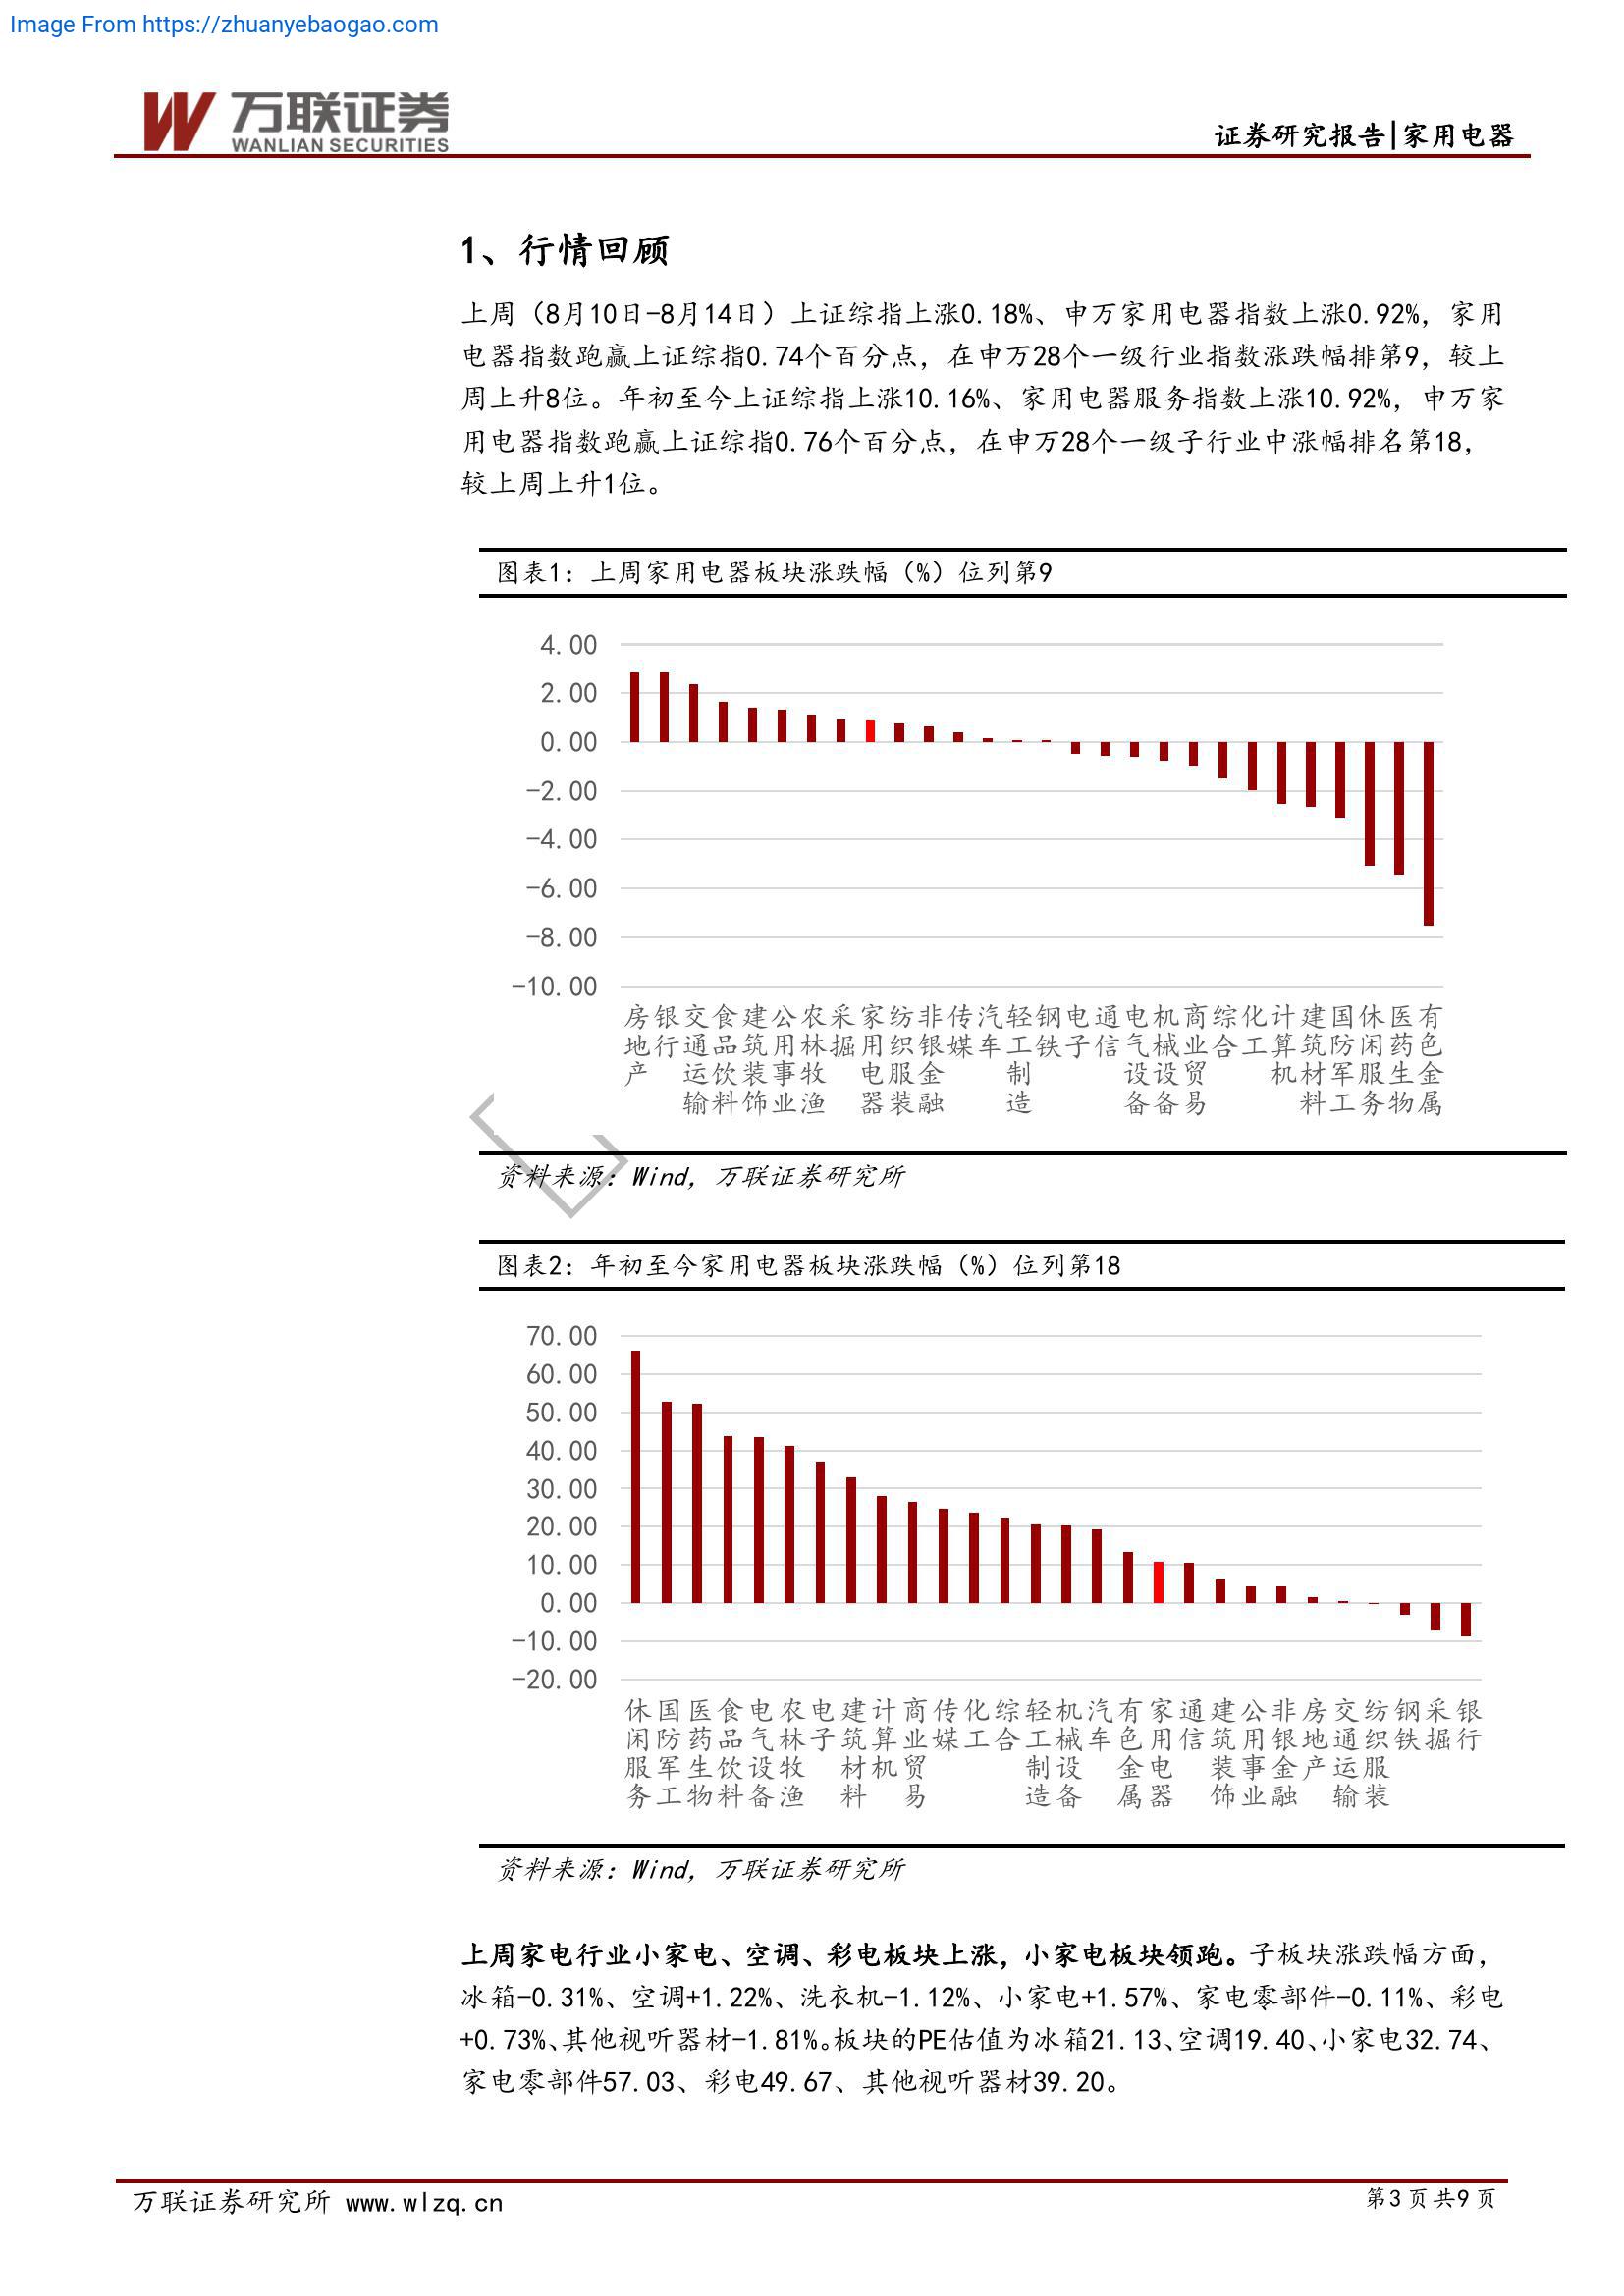 Image From https://zhuanyebaogao.com
万联证券
WANLIAN SECURITIES
证券研究报告|家用电器
1、行情回顾
上周（8月10日-8月14日）上证综指上涨0.18%、申万家用电器指数上涨0.92%，家用
电器指数跑赢上证综指0.74个百分点，在申万28个一级行业指数涨跌幅排第9，较上
周上升8位。年初至今上证综指上涨10.16%、家用电器服务指数上涨10.92%，申万家
用电器指数跑赢上证综指0.76个百分点，在申万28个一级子行业中涨幅排名第18，
较上周上升1位。
图表1：上周家用电器板块涨跌幅（%）位列第9
4.00
2.00
0.00
-2.00
-4.00
-6.00
-8.00
-10.00
房地产
银行
交通运输
食品饮料
建筑装饰
公用事业
农林牧渔
采掘
家用电器
纺织服装
非银金融
传媒
汽车
轻工制造
钢铁
电子
通信
电气设备
机械设备
商业贸易
综合
化工
计算机
建筑材料
国防军工
休闲服务
医药生物
有色金属
资料来源：Wind，万联证券研究所
图表2：年初至今家用电器板块涨跌幅（%）位列第18
70.00
60.00
50.00
40.00
30.00
20.00
10.00
0.00
-10.00
-20.00
休闲服务
国防军工
医药生物
食品饮料
电气设备
农林牧渔
电子
建筑材料
计算机
商业贸易
传媒
化工
综合
轻工制造
机械设备
汽车
有色金属
家用电器
通信
建筑装饰
公用事业
非银金融
房地产
交通运输
纺织服装
钢铁
采掘
银行
资料来源：Wind，万联证券研究所
上周家电行业小家电、空调、彩电板块上涨，小家电板块领跑。子板块涨跌幅方面，
冰箱-0.31%、空调+1.22%、洗衣机-1.12%、小家电+1.57%、家电零部件-0.11%、彩电
+0.73%、其他视听器材-1.81%。板块的PE估值为冰箱21.13、空调19.40、小家电32.74、
家电零部件57.03、彩电49.67、其他视听器材39.20。
万联证券研究所 www.wlzq.cn
第3页共9页